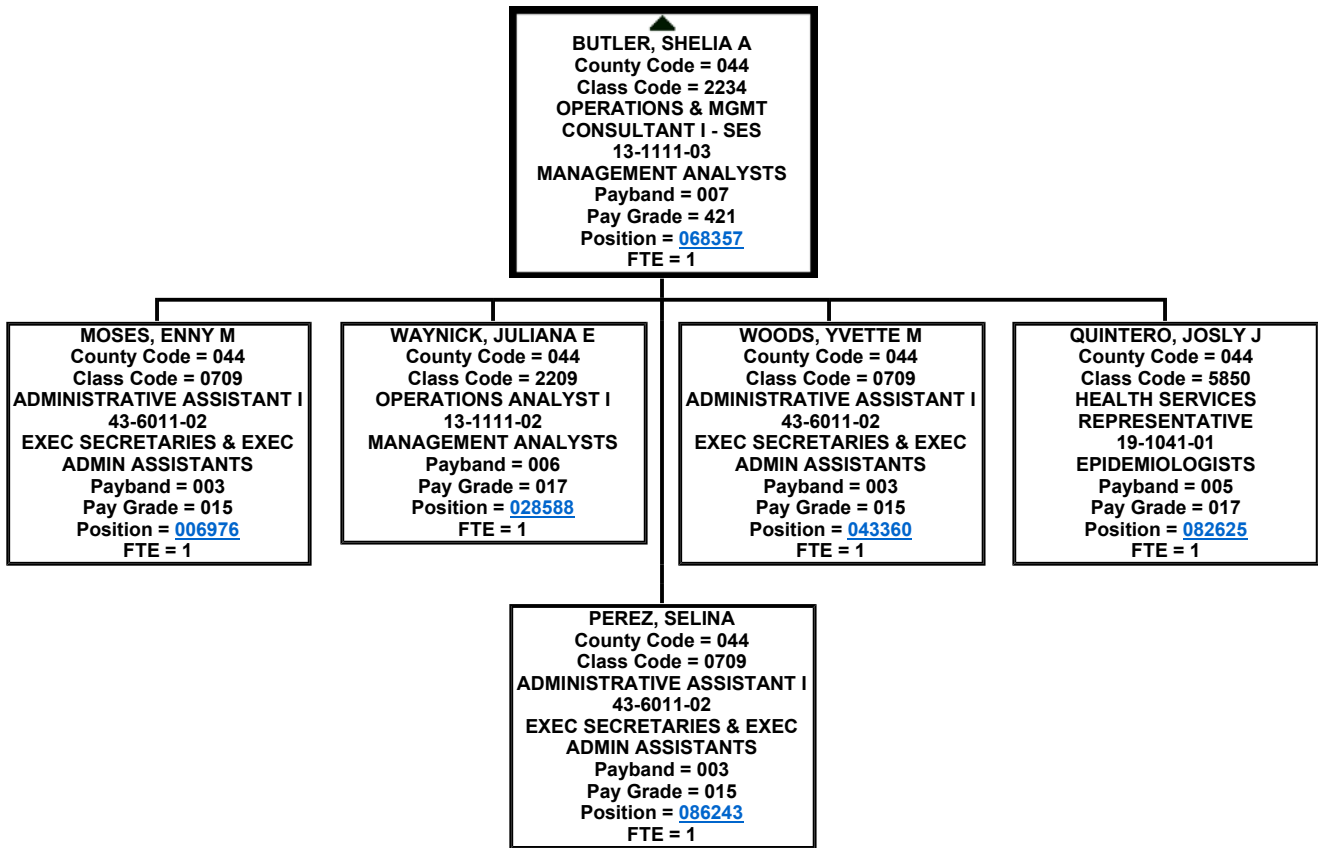 BUTLER, SHELIA A
County Code = 044
Class Code = 2234
OPERATIONS & MGMT
CONSULTANT I - SES
13-1111-03
MANAGEMENT ANALYSTS
Payband = 007
Pay Grade = 421
Position = 068357
FTE = 1
MOSES, ENNY M
County Code = 044
Class Code = 0709
ADMINISTRATIVE ASSISTANT I
43-6011-02
EXEC SECRETARIES & EXEC
ADMIN ASSISTANTS
Payband = 003
Pay Grade = 015
Position = 006976
FTE = 1
WAYNICK, JULIANA E
County Code = 044
Class Code = 2209
OPERATIONS ANALYST I
13-1111-02
MANAGEMENT ANALYSTS
Payband = 006
Pay Grade = 017
Position = 028588
FTE = 1
WOODS, YVETTE M
County Code = 044
Class Code = 0709
ADMINISTRATIVE ASSISTANT I
43-6011-02
EXEC SECRETARIES & EXEC
ADMIN ASSISTANTS
Payband = 003
Pay Grade = 015
Position = 043360
FTE = 1
QUINTERO, JOSLY J
County Code = 044
Class Code = 5850
HEALTH SERVICES
REPRESENTATIVE
19-1041-01
EPIDEMIOLOGISTS
Payband = 005
Pay Grade = 017
Position = 082625
FTE = 1
PEREZ, SELINA
County Code = 044
Class Code = 0709
ADMINISTRATIVE ASSISTANT I
43-6011-02
EXEC SECRETARIES & EXEC
ADMIN ASSISTANTS
Payband = 003
Pay Grade = 015
Position = 086243
FTE = 1